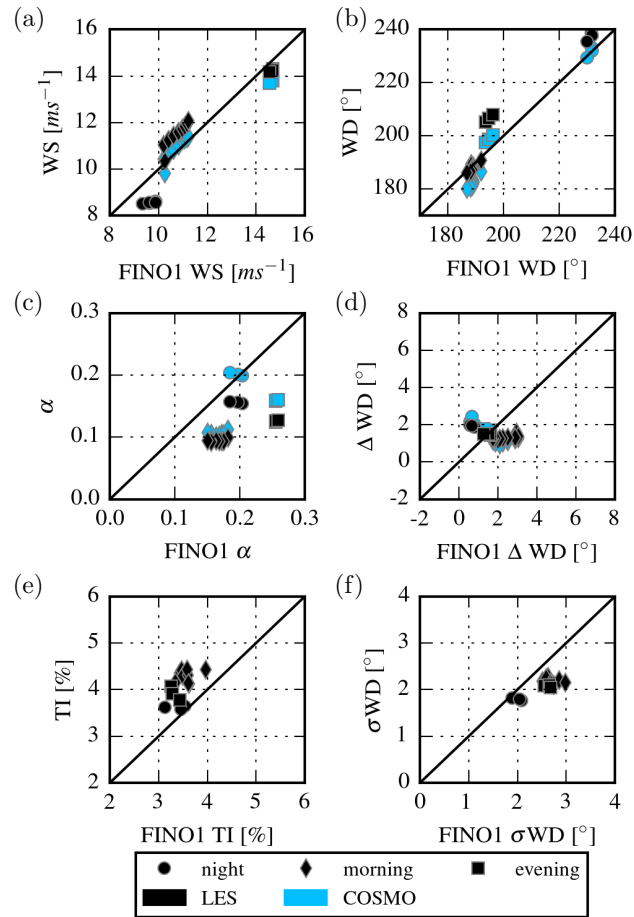 (a)
(b)
WS [ms⁻¹]
16
14
12
10
8
8 10 12 14 16
FINO1 WS [ms⁻¹]
WD [°]
240
220
200
180
180 200 220 240
FINO1 WD [°]
(c)
(d)
α
0.3
0.2
0.1
0.0
0.0 0.1 0.2 0.3
FINO1 α
Δ WD [°]
8
6
4
2
0
-2
-2 0 2 4 6 8
FINO1 Δ WD [°]
(e)
(f)
TI [%]
6
5
4
3
2
2 3 4 5 6
FINO1 TI [%]
σWD [°]
4
3
2
1
0
0 1 2 3 4
FINO1 σWD [°]
night morning evening
LES COSMO